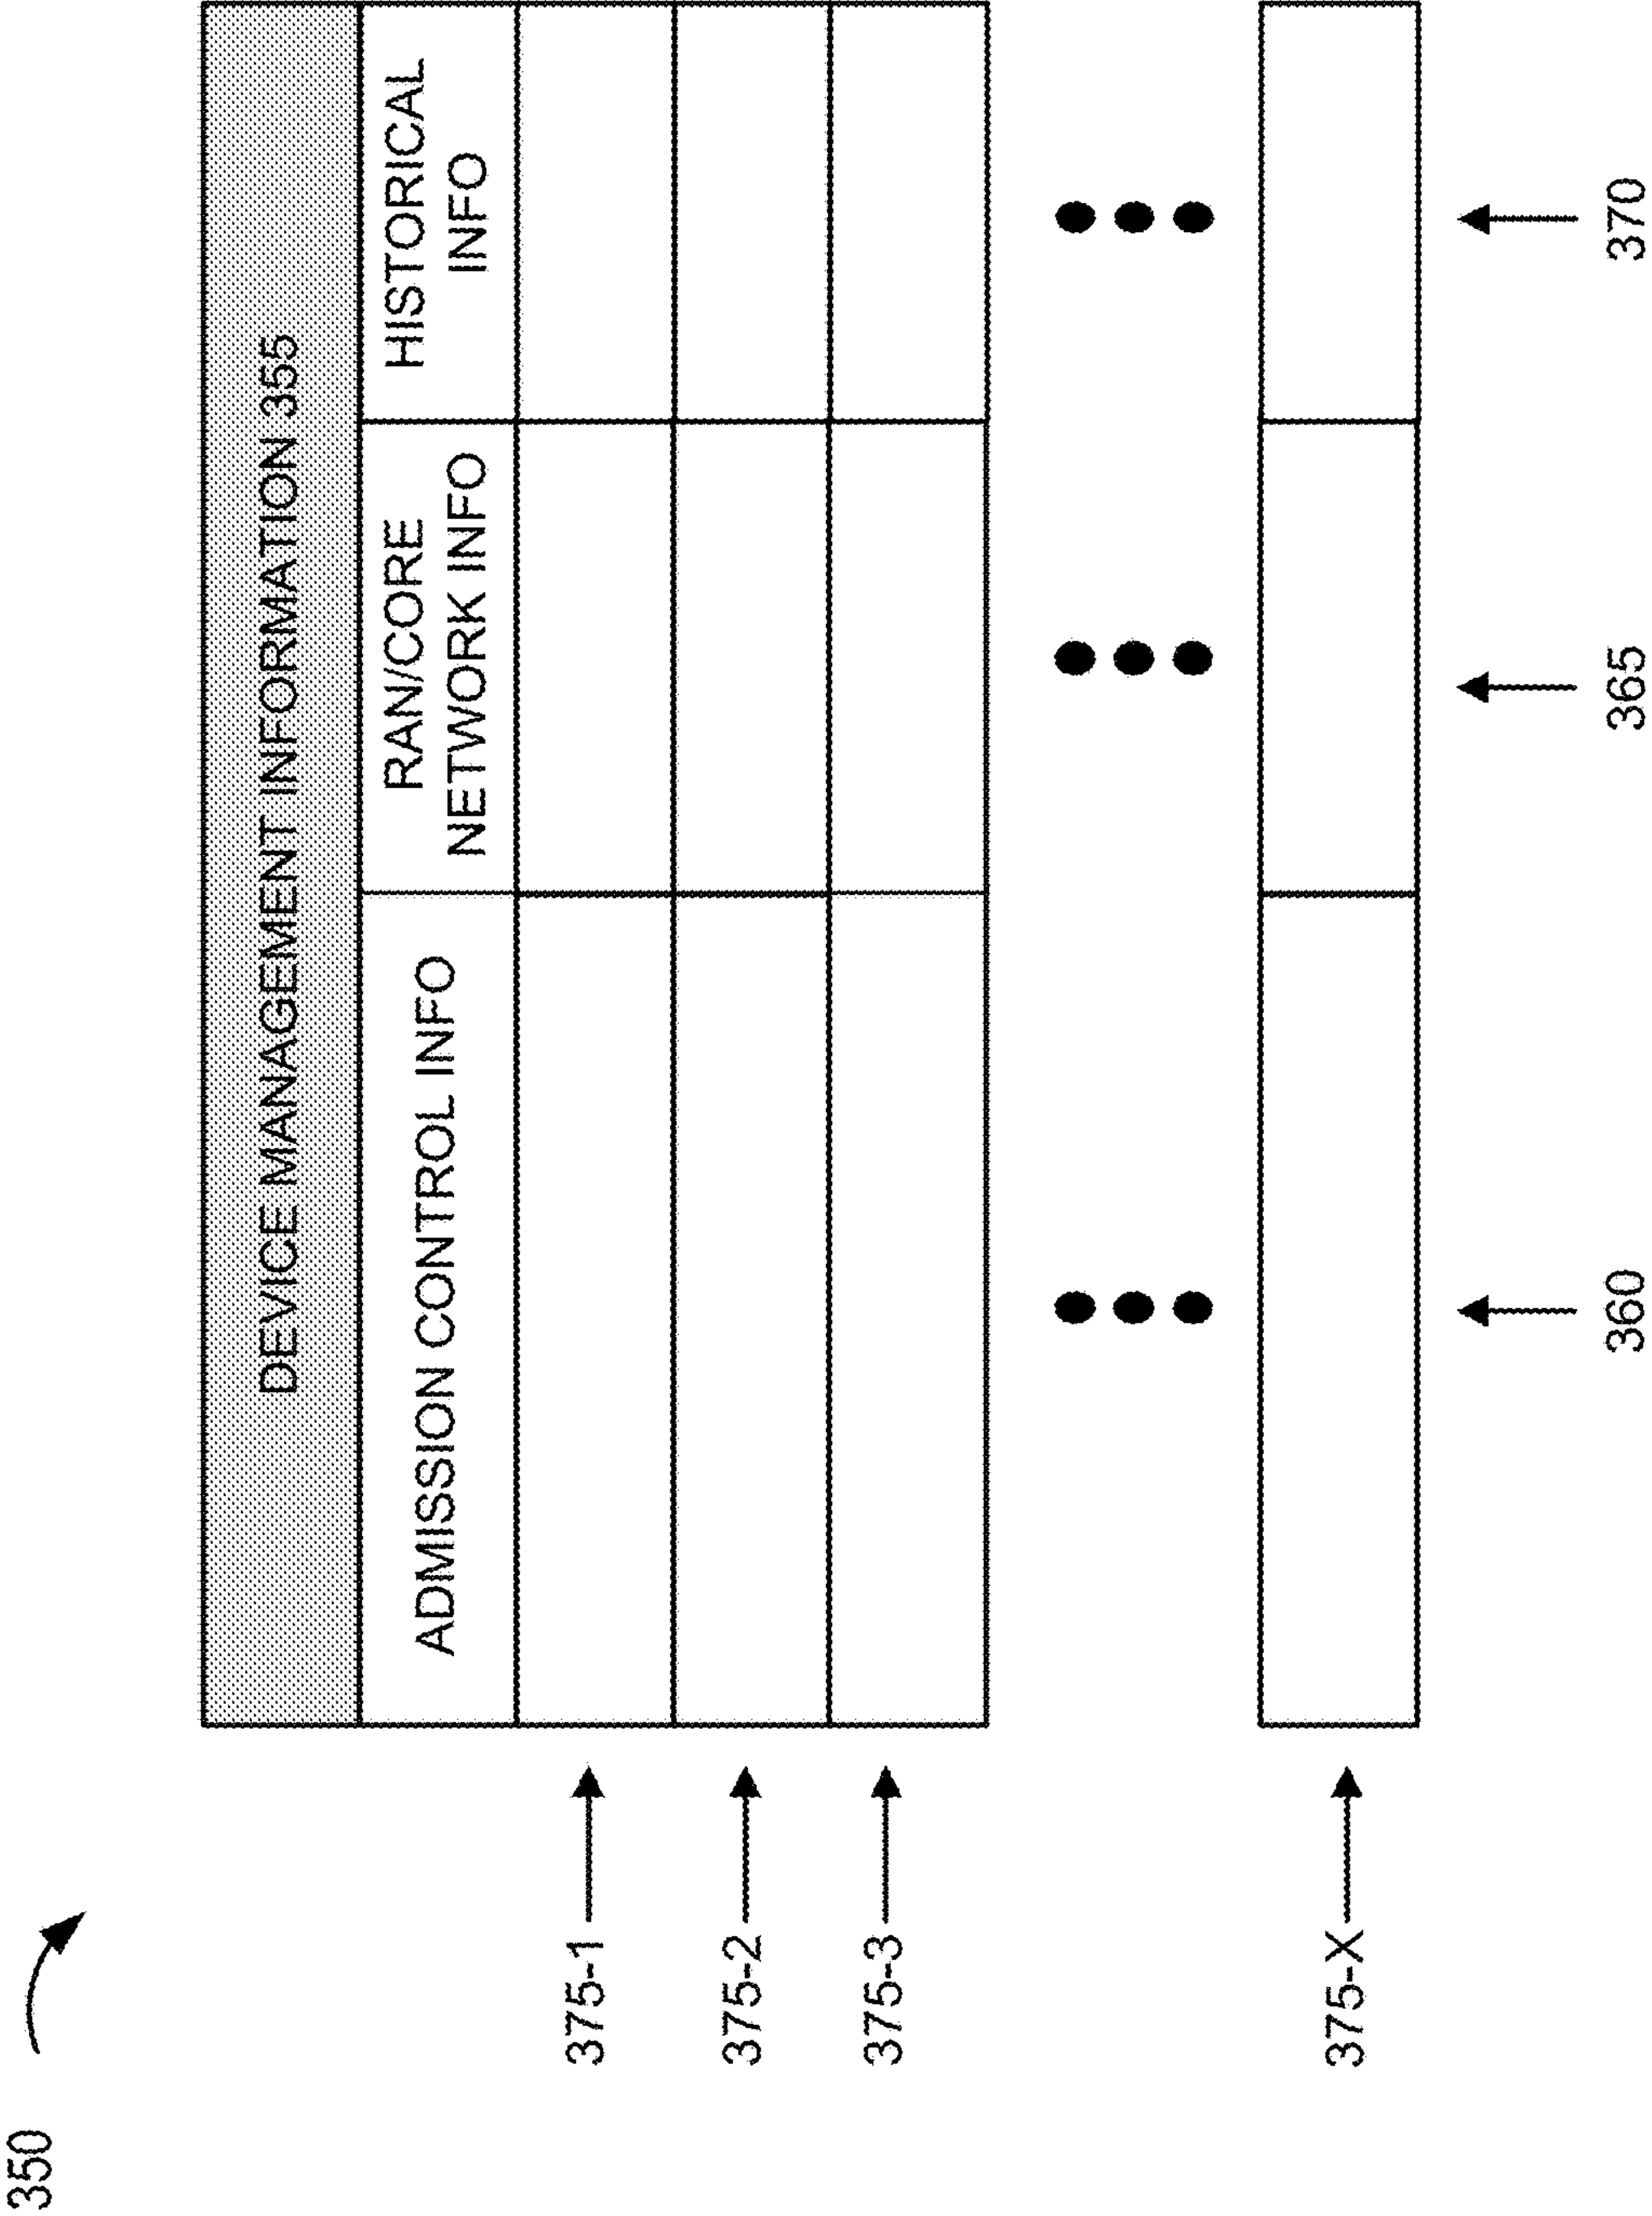 350
DEVICE MANAGEMENT INFORMATION 355
ADMISSION CONTROL INFO
RAN/CORE
NETWORK INFO
HISTORICAL
INFO
375-1
375-2
375-3
375-X
360
365
370